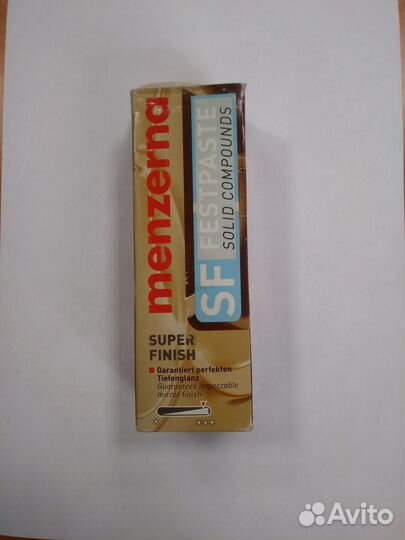 menzerna
SF FESTPASTE
SOLID COMPOUNDS
SUPER
FINISH
Garantiert perfekten
Tiefenglanz
Guarantees impeccable
mirror finish
Avito